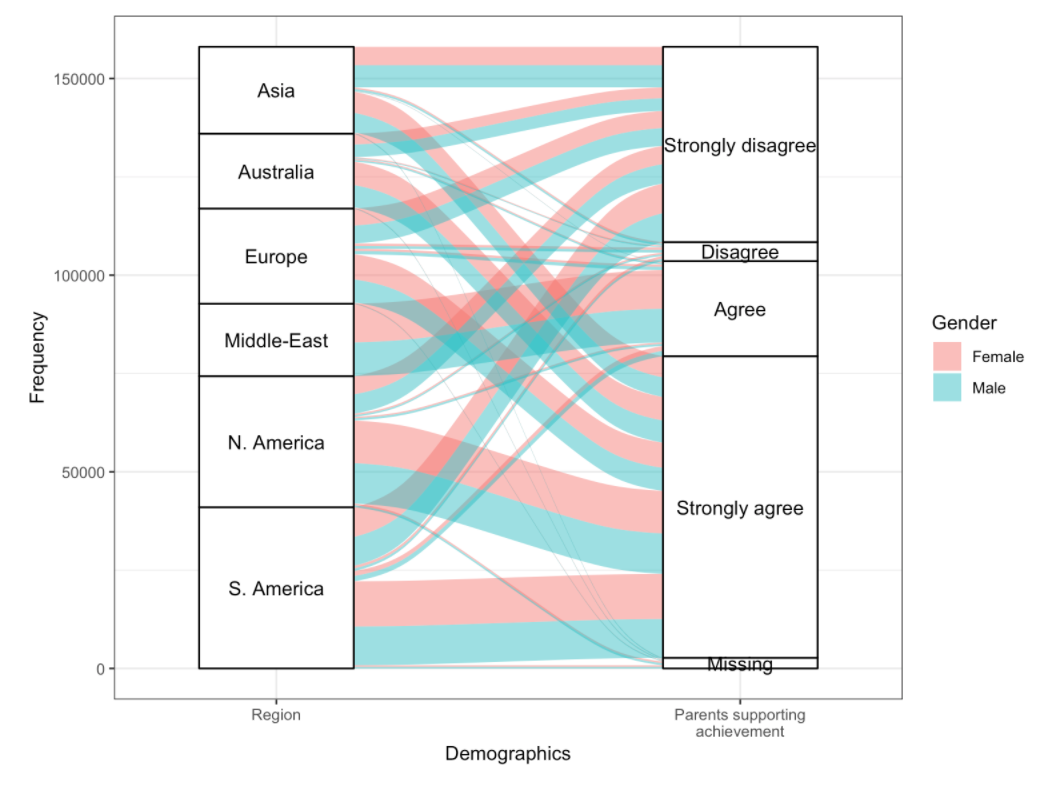 Frequency
150000
100000
50000
0
Asia
Australia
Europe
Middle-East
N. America
S. America
Strongly disagree
Disagree
Agree
Strongly agree
Missing
Region
Parents supporting
achievement
Demographics
Gender
Female
Male